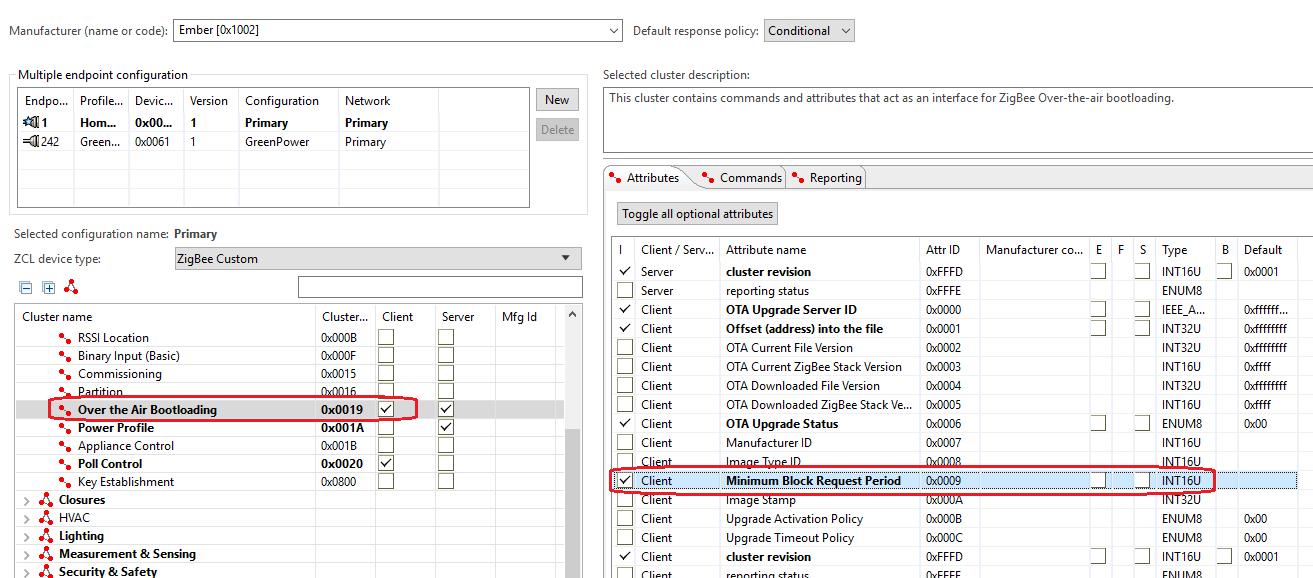 Manufacturer (name or code): Ember [0x1002] Default response policy: Conditional
Multiple endpoint configuration
Endpo... Profile... Devic... Version Configuration Network
1 Hom... 0x00... 1 Primary Primary
242 Green... 0x0061 1 GreenPower Primary
New
Delete
Selected configuration name: Primary
ZCL device type: ZigBee Custom
Cluster name Cluster... Client Server Mfg Id
RSSI Location 0x000B
Binary Input (Basic) 0x000F
Commissioning 0x0015
Partition 0x0016
Over the Air Bootloading 0x0019
Power Profile 0x001A
Appliance Control 0x001B
Poll Control 0x0020
Key Establishment 0x0800
Closures
HVAC
Lighting
Measurement & Sensing
Security & Safety
Selected cluster description:
This cluster contains commands and attributes that act as an interface for ZigBee Over-the-air bootloading.
Attributes Commands Reporting
Toggle all optional attributes
I Client / Serv... Attribute name Attr ID Manufacturer co... E F S Type B Default
Server cluster revision 0xFFFD INT16U 0x0001
Server reporting status 0xFFFE ENUM8
Client OTA Upgrade Server ID 0x0000 IEEE_A... 0xffffff...
Client Offset (address) into the file 0x0001 INT32U 0xffffffff
Client OTA Current File Version 0x0002 INT32U 0xffffffff
Client OTA Current ZigBee Stack Version 0x0003 INT16U 0xffff
Client OTA Downloaded File Version 0x0004 INT32U 0xffffffff
Client OTA Downloaded ZigBee Stack Ve... 0x0005 INT16U 0xffff
Client OTA Upgrade Status 0x0006 ENUM8 0x00
Client Manufacturer ID 0x0007 INT16U
Client Image Type ID 0x0008 INT16U
Client Minimum Block Request Period 0x0009 INT16U
Client Image Stamp 0x000A INT32U
Client Upgrade Activation Policy 0x000B ENUM8 0x00
Client Upgrade Timeout Policy 0x000C ENUM8 0x00
Client cluster revision 0xFFFD INT16U 0x0001
Client reporting status 0xFFFE ENUM8